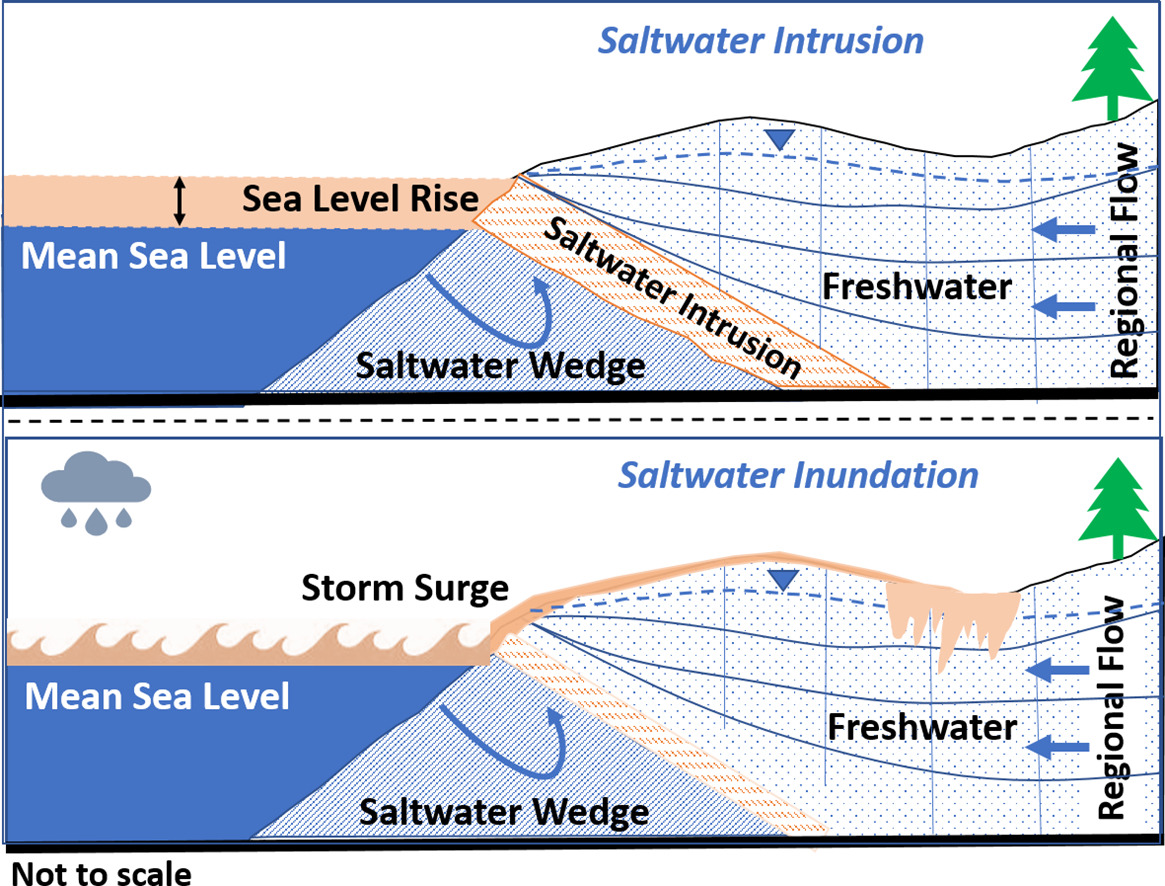 Saltwater Intrusion
Sea Level Rise
Mean Sea Level
Saltwater Intrusion
Freshwater
Saltwater Wedge
Regional Flow
Saltwater Inundation
Storm Surge
Mean Sea Level
Freshwater
Saltwater Wedge
Regional Flow
Not to scale